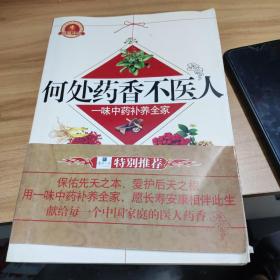 何处药香不医人
一味中药补养全家
特别推荐
保佑先天之本，爱护后天之根
用一味中药补养全家，愿长寿安康相伴此生
献给每一个中国家庭的医人药香